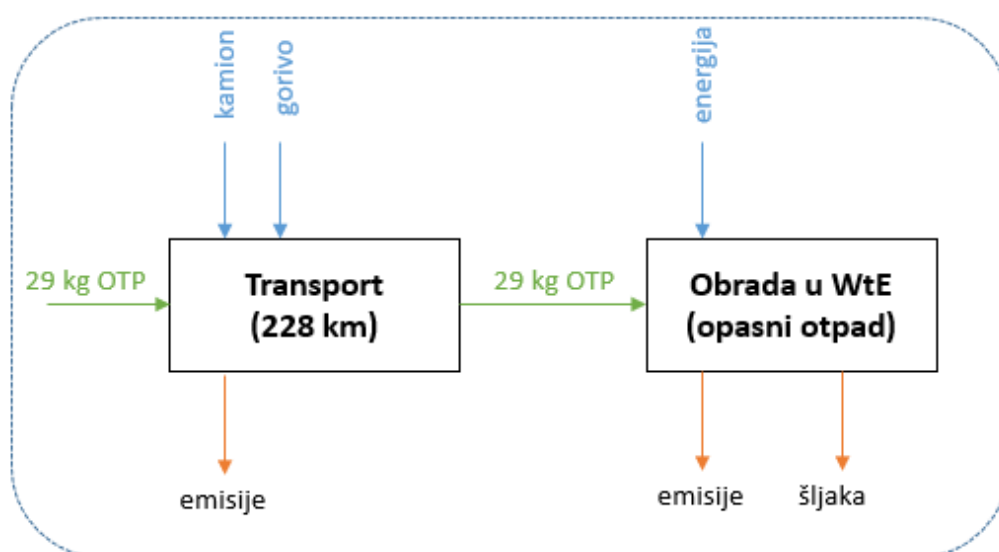 kamion
gorivo
energija
29 kg OTP
Transport
(228 km)
29 kg OTP
Obrada u WtE
(opasni otpad)
emisije
emisije
šljaka